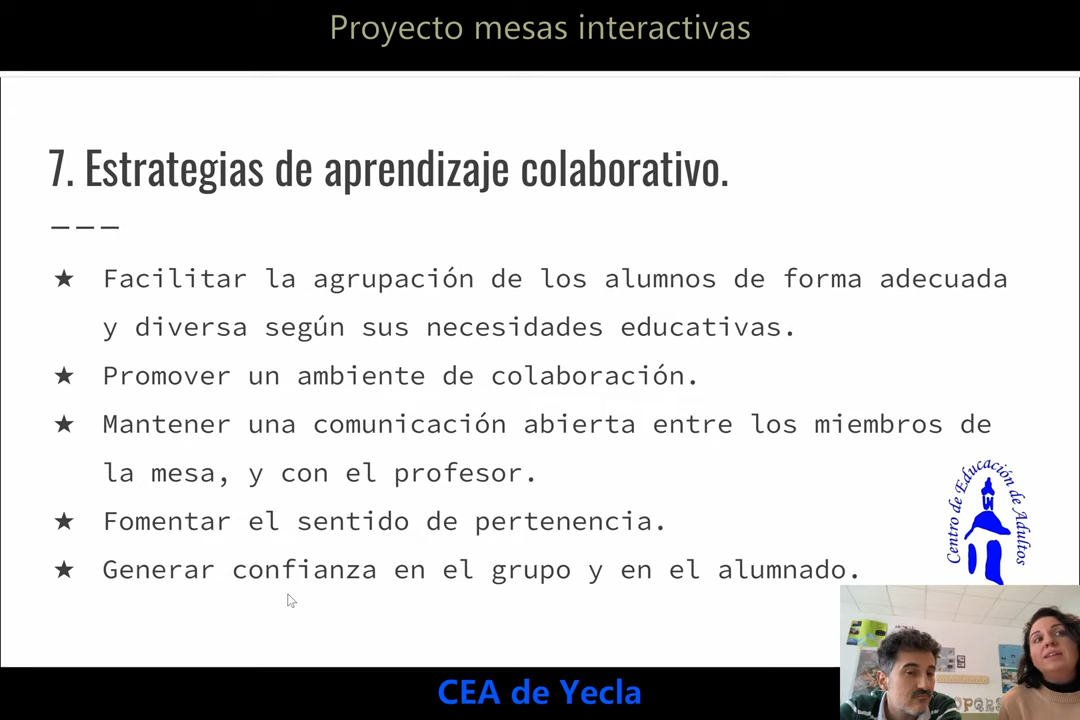 Proyecto mesas interactivas
7. Estrategias de aprendizaje colaborativo.
★ Facilitar la agrupación de los alumnos de forma adecuada
y diversa según sus necesidades educativas.
★ Promover un ambiente de colaboración.
★ Mantener una comunicación abierta entre los miembros de
la mesa, y con el profesor.
★ Fomentar el sentido de pertenencia.
★ Generar confianza en el grupo y en el alumnado.
Centro de Educación de Adultos
CEA de Yecla